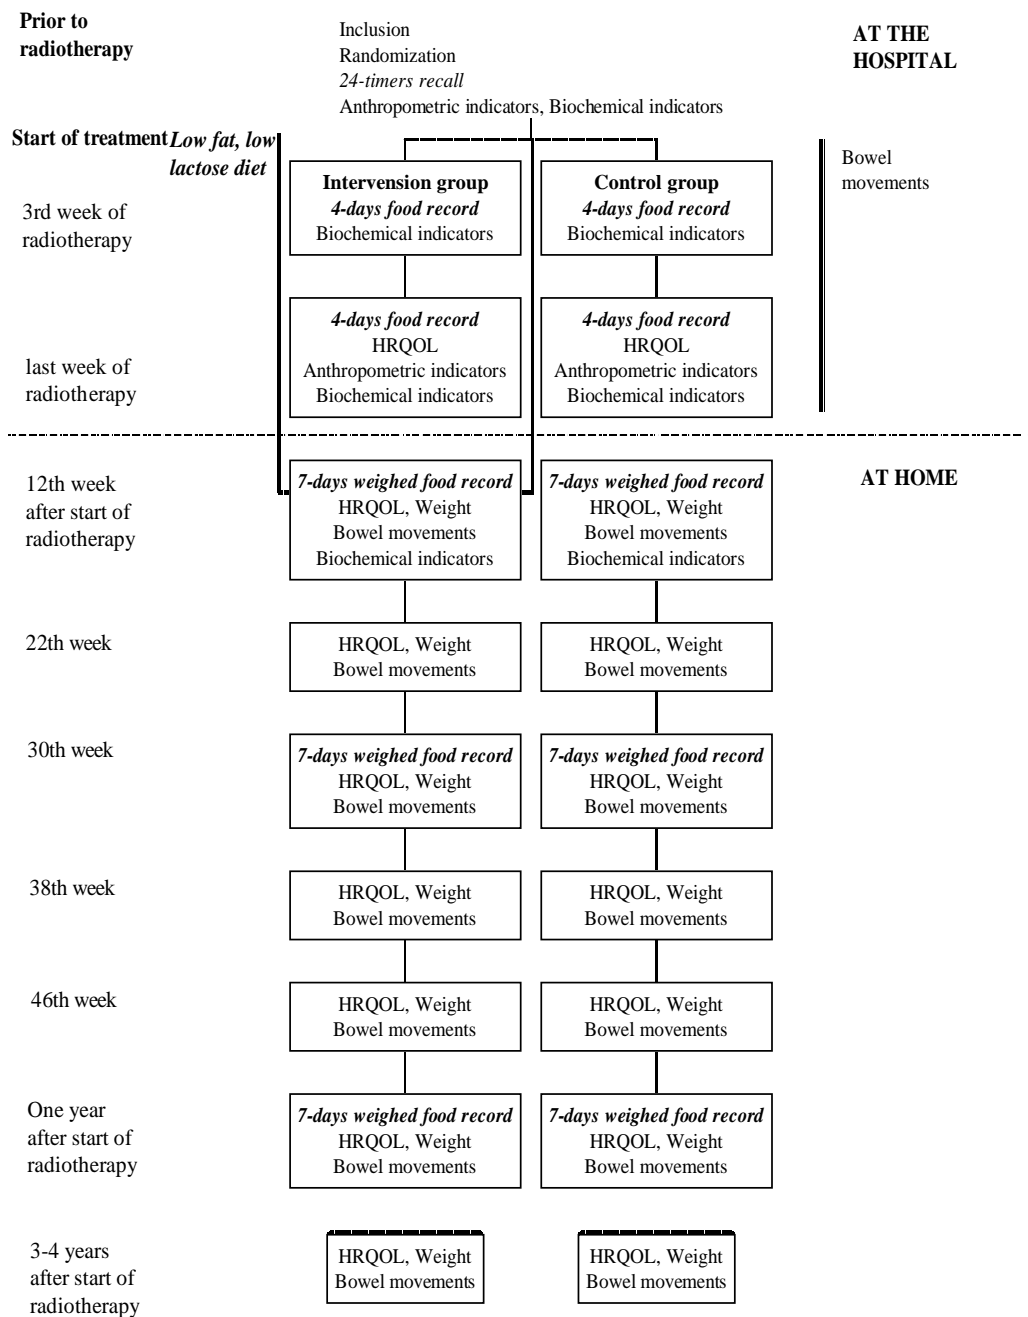 Prior to
radiotherapy
Inclusion
Randomization
24-timers recall
Anthropometric indicators, Biochemical indicators
AT THE
HOSPITAL
Start of treatment
Low fat, low
lactose diet
Bowel
movements
3rd week of
radiotherapy
Intervension group
4-days food record
Biochemical indicators
Control group
4-days food record
Biochemical indicators
last week of
radiotherapy
4-days food record
HRQOL
Anthropometric indicators
Biochemical indicators
4-days food record
HRQOL
Anthropometric indicators
Biochemical indicators
AT HOME
12th week
after start of
radiotherapy
7-days weighed food record
HRQOL, Weight
Bowel movements
Biochemical indicators
7-days weighed food record
HRQOL, Weight
Bowel movements
Biochemical indicators
22th week
HRQOL, Weight
Bowel movements
HRQOL, Weight
Bowel movements
30th week
7-days weighed food record
HRQOL, Weight
Bowel movements
7-days weighed food record
HRQOL, Weight
Bowel movements
38th week
HRQOL, Weight
Bowel movements
HRQOL, Weight
Bowel movements
46th week
HRQOL, Weight
Bowel movements
HRQOL, Weight
Bowel movements
One year
after start of
radiotherapy
7-days weighed food record
HRQOL, Weight
Bowel movements
7-days weighed food record
HRQOL, Weight
Bowel movements
3-4 years
after start of
radiotherapy
HRQOL, Weight
Bowel movements
HRQOL, Weight
Bowel movements